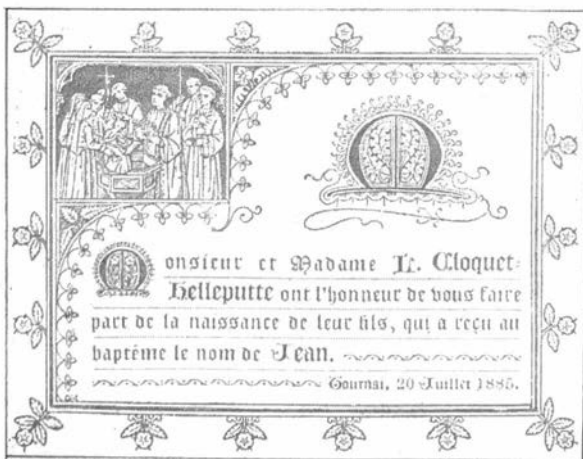 Monsieur et Madame L. Cloquet-
Helleputte ont l'honneur de vous faire
part de la naissance de leur fils, qui a reçu au
baptême le nom de Jean.
Tournai, 20 Juillet 1885.